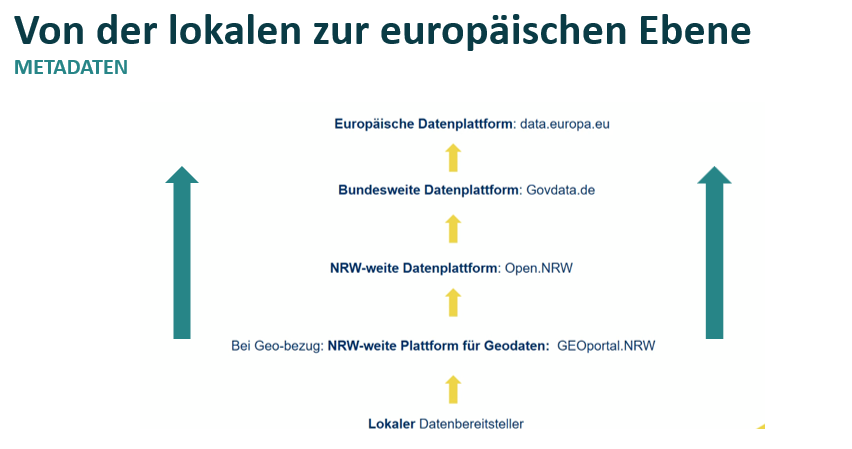 Von der lokalen zur europäischen Ebene
METADATEN
Europäische Datenplattform: data.europa.eu
Bundesweite Datenplattform: Govdata.de
NRW-weite Datenplattform: Open.NRW
Bei Geo-bezug: NRW-weite Plattform für Geodaten: GEOportal.NRW
Lokaler Datenbereitsteller